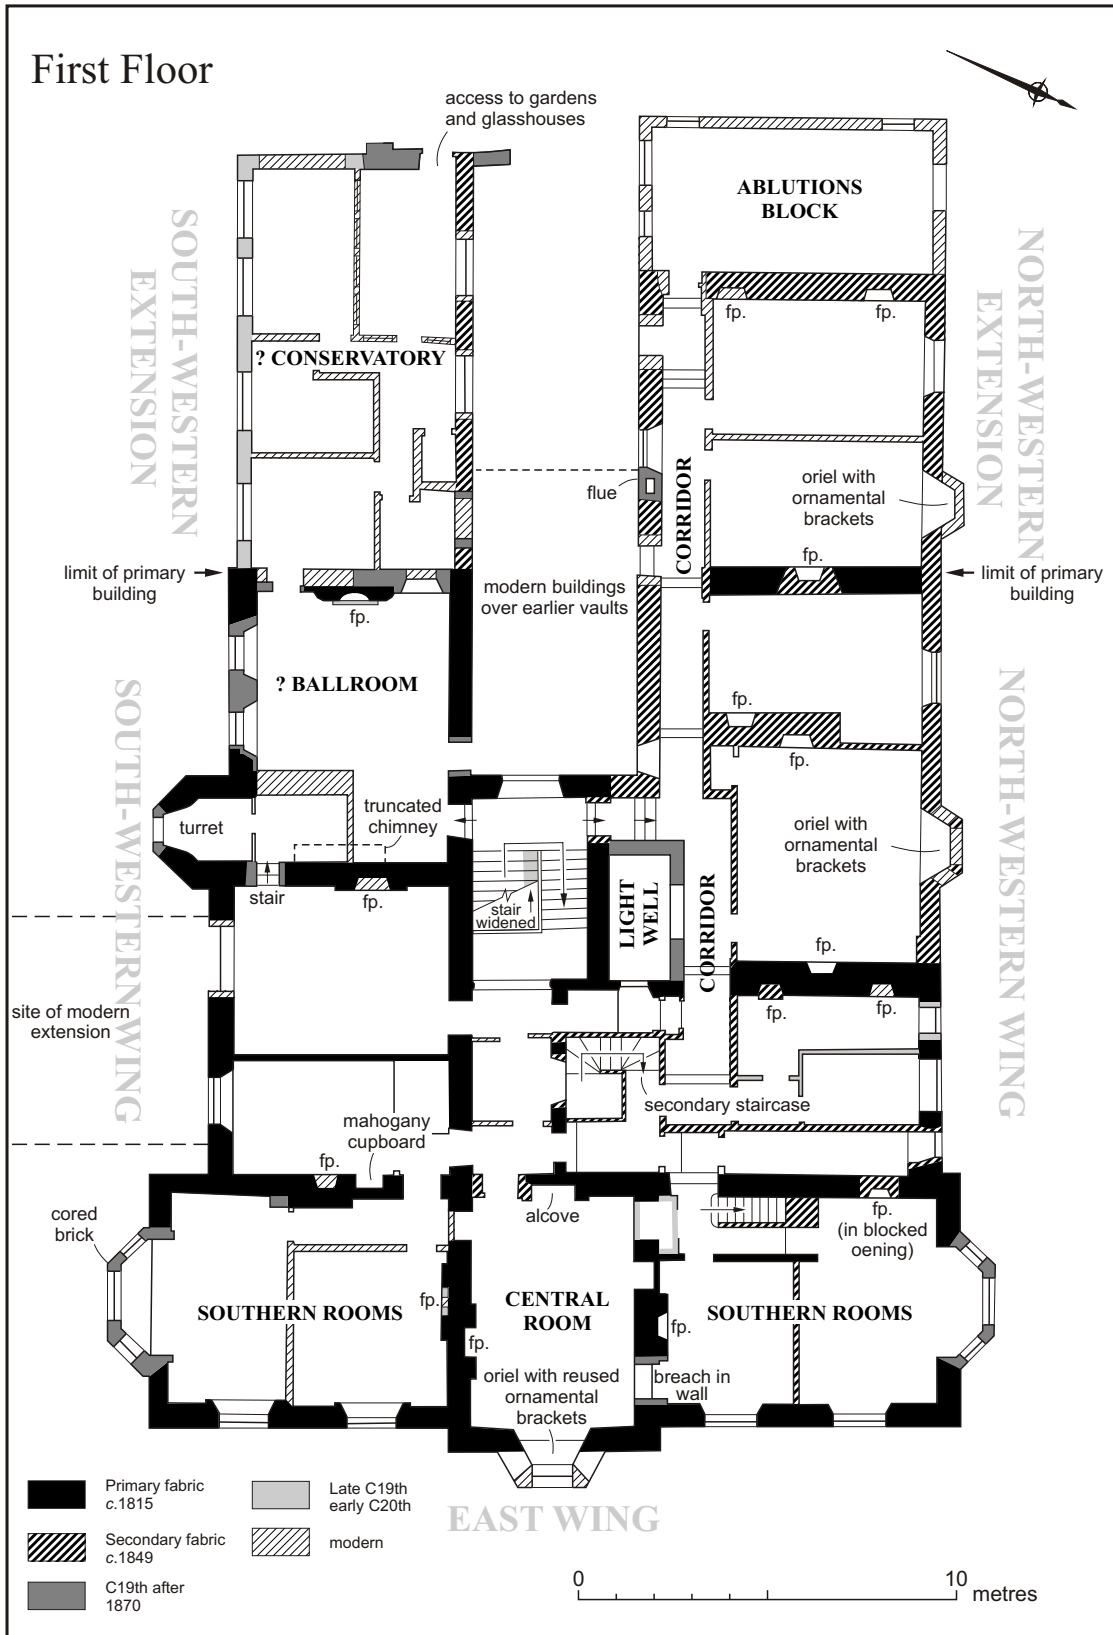 First Floor
access to gardens
and glasshouses
ABLUTIONS
BLOCK
SOUTH-WESTERN
EXTENSION
NORTH-WESTERN
EXTENSION
fp.
fp.
? CONSERVATORY
flue
CORRIDOR
oriel with
ornamental
brackets
fp.
limit of primary
building
modern buildings
over earlier vaults
limit of primary
building
fp.
? BALLROOM
fp.
fp.
SOUTH-WESTERN WING
NORTH-WESTERN WING
turret
truncated
chimney
oriel with
ornamental
brackets
stair
fp.
stair
widened
LIGHT
WELL
CORRIDOR
fp.
fp.
fp.
site of modern
extension
secondary staircase
mahogany
cupboard
fp.
alcove
fp.
(in blocked
oening)
cored
brick
SOUTHERN ROOMS
fp.
fp.
CENTRAL
ROOM
fp.
SOUTHERN ROOMS
oriel with reused
ornamental
brackets
breach in
wall
EAST WING
Primary fabric
c.1815
Late C19th
early C20th
Secondary fabric
c.1849
modern
C19th after
1870
0
10
metres